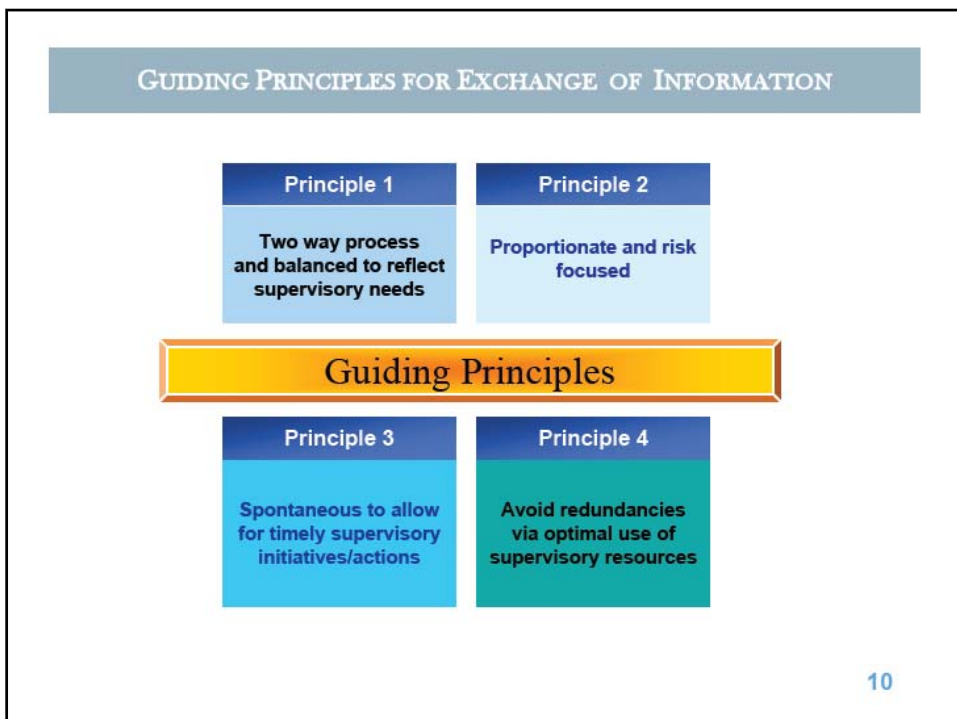 GUIDING PRINCIPLES FOR EXCHANGE OF INFORMATION
Principle 1
Two way process
and balanced to reflect
supervisory needs
Principle 2
Proportionate and risk
focused
Guiding Principles
Principle 3
Spontaneous to allow
for timely supervisory
initiatives/actions
Principle 4
Avoid redundancies
via optimal use of
supervisory resources
10